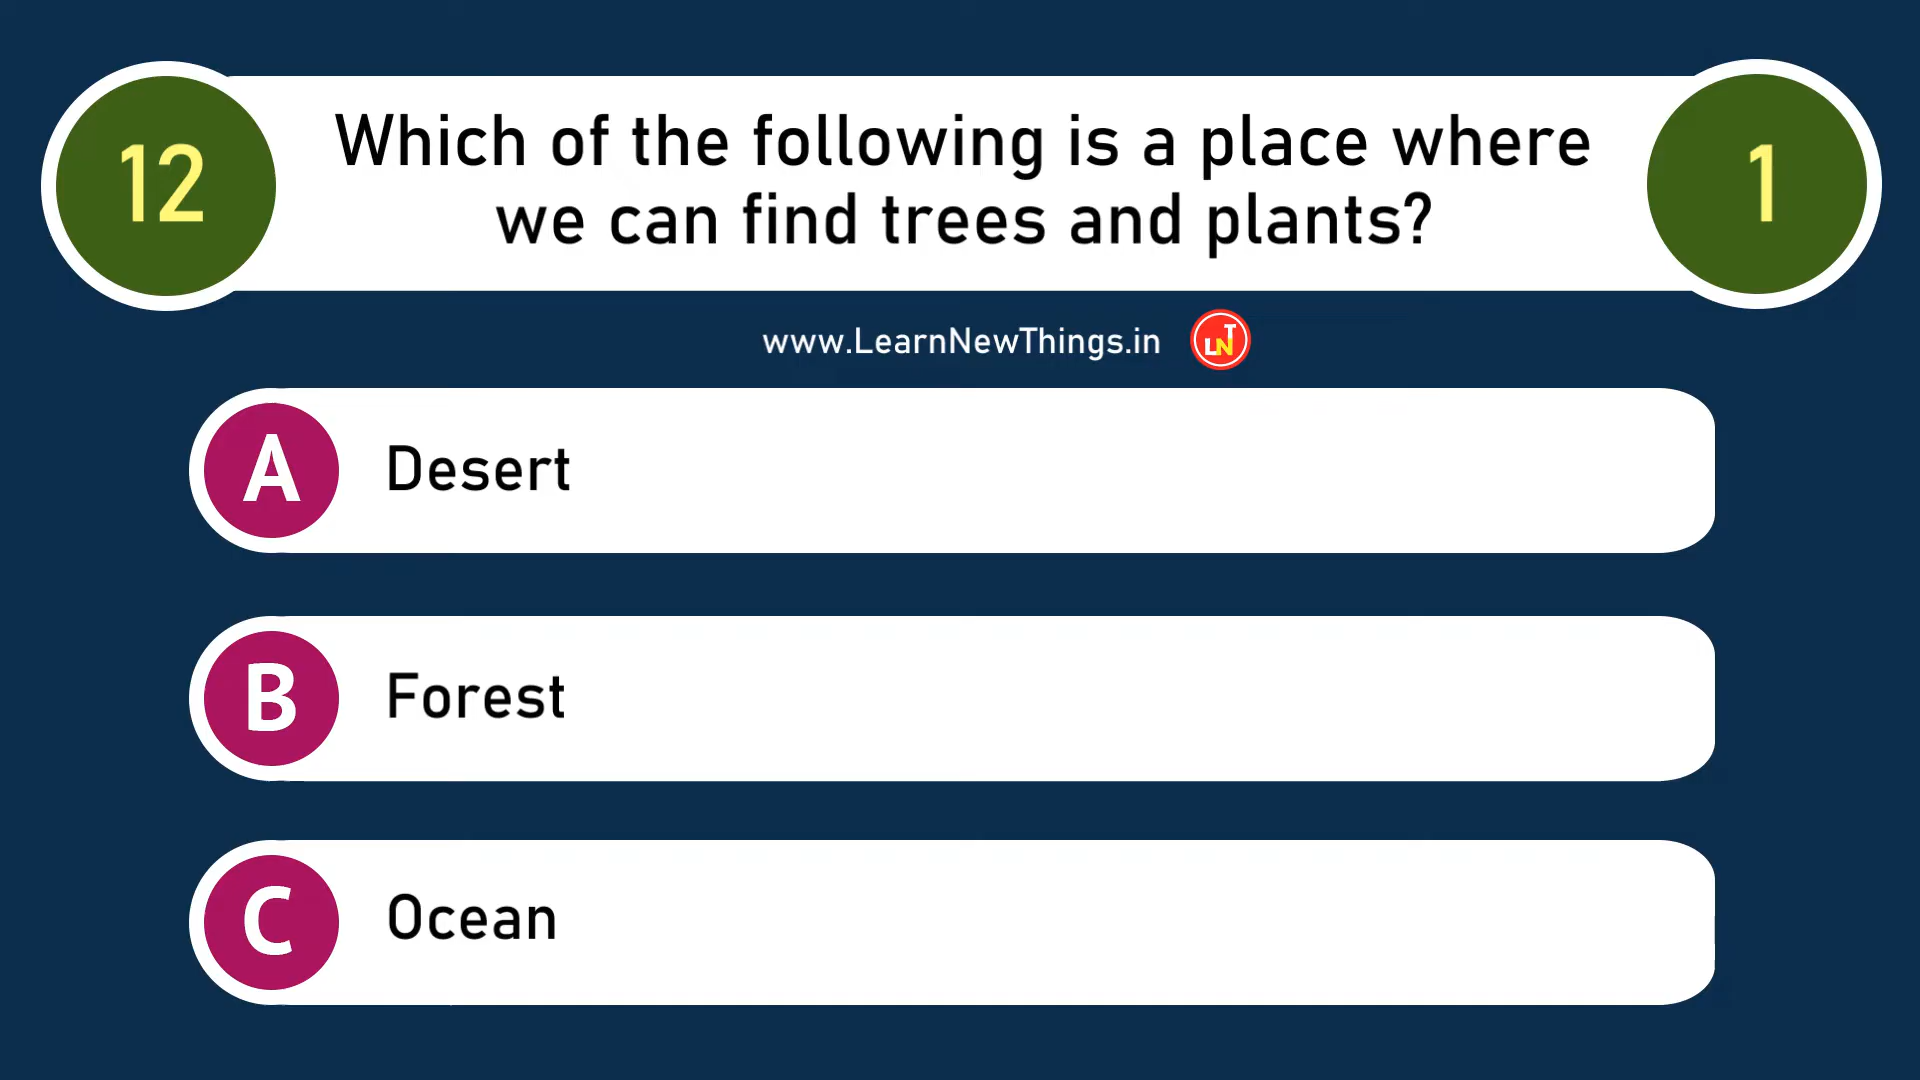 12
Which of the following is a place where
we can find trees and plants?
1
www.LearnNewThings.in
LNT
A
Desert
B
Forest
C
Ocean